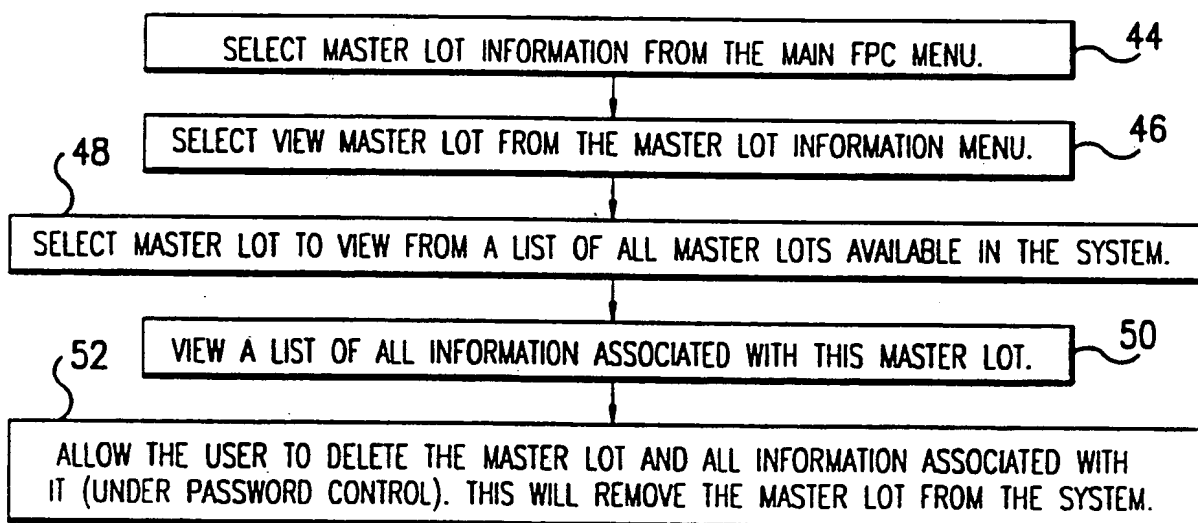 SELECT MASTER LOT INFORMATION FROM THE MAIN FPC MENU.
44
SELECT VIEW MASTER LOT FROM THE MASTER LOT INFORMATION MENU.
46
48
SELECT MASTER LOT TO VIEW FROM A LIST OF ALL MASTER LOTS AVAILABLE IN THE SYSTEM.
VIEW A LIST OF ALL INFORMATION ASSOCIATED WITH THIS MASTER LOT.
50
52
ALLOW THE USER TO DELETE THE MASTER LOT AND ALL INFORMATION ASSOCIATED WITH
IT (UNDER PASSWORD CONTROL). THIS WILL REMOVE THE MASTER LOT FROM THE SYSTEM.